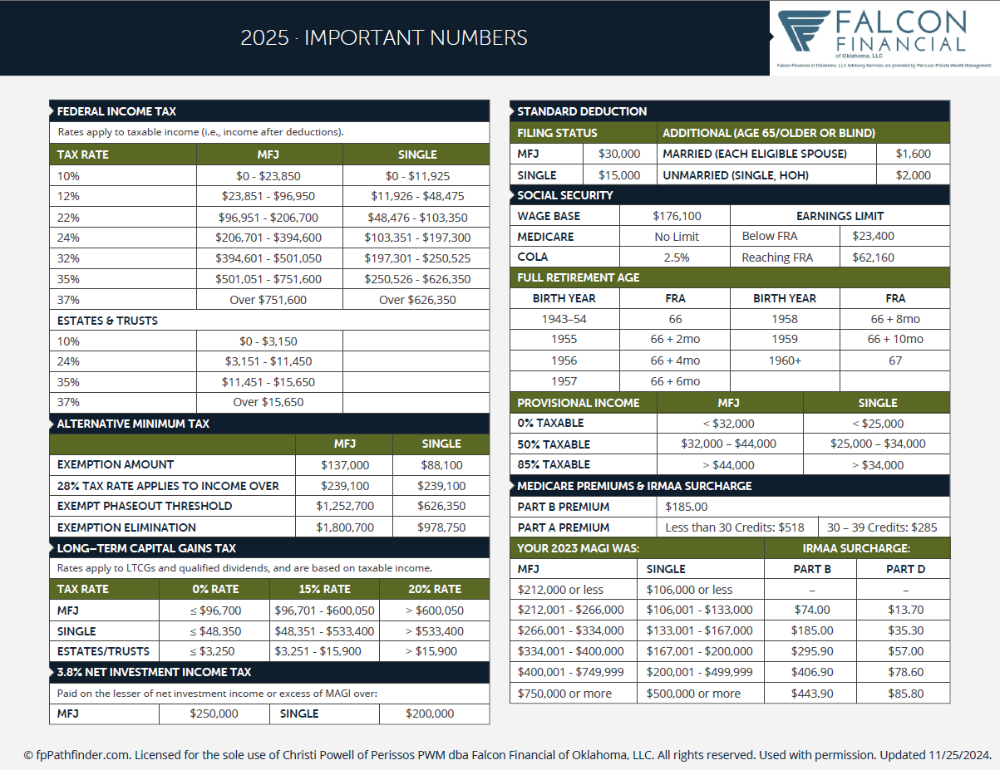 2025 · IMPORTANT NUMBERS
FALCON
FINANCIAL
of Oklahoma, LLC
Falcon Financial of Oklahoma, LLC Advisory Services are provided by Perissos Private Wealth Management.
FEDERAL INCOME TAX
Rates apply to taxable income (i.e., income after deductions).
TAX RATE MFJ SINGLE
10% $0 - $23,850 $0 - $11,925
12% $23,851 - $96,950 $11,926 - $48,475
22% $96,951 - $206,700 $48,476 - $103,350
24% $206,701 - $394,600 $103,351 - $197,300
32% $394,601 - $501,050 $197,301 - $250,525
35% $501,051 - $751,600 $250,526 - $626,350
37% Over $751,600 Over $626,350
ESTATES & TRUSTS
10% $0 - $3,150
24% $3,151 - $11,450
35% $11,451 - $15,650
37% Over $15,650
ALTERNATIVE MINIMUM TAX
MFJ SINGLE
EXEMPTION AMOUNT $137,000 $88,100
28% TAX RATE APPLIES TO INCOME OVER $239,100 $239,100
EXEMPT PHASEOUT THRESHOLD $1,252,700 $626,350
EXEMPTION ELIMINATION $1,800,700 $978,750
LONG–TERM CAPITAL GAINS TAX
Rates apply to LTCGs and qualified dividends, and are based on taxable income.
TAX RATE 0% RATE 15% RATE 20% RATE
MFJ ≤ $96,700 $96,701 - $600,050 > $600,050
SINGLE ≤ $48,350 $48,351 - $533,400 > $533,400
ESTATES/TRUSTS ≤ $3,250 $3,251 - $15,900 > $15,900
3.8% NET INVESTMENT INCOME TAX
Paid on the lesser of net investment income or excess of MAGI over:
MFJ $250,000 SINGLE $200,000
STANDARD DEDUCTION
FILING STATUS ADDITIONAL (AGE 65/OLDER OR BLIND)
MFJ $30,000 MARRIED (EACH ELIGIBLE SPOUSE) $1,600
SINGLE $15,000 UNMARRIED (SINGLE, HOH) $2,000
SOCIAL SECURITY
WAGE BASE $176,100 EARNINGS LIMIT
MEDICARE No Limit Below FRA $23,400
COLA 2.5% Reaching FRA $62,160
FULL RETIREMENT AGE
BIRTH YEAR FRA BIRTH YEAR FRA
1943–54 66 1958 66 + 8mo
1955 66 + 2mo 1959 66 + 10mo
1956 66 + 4mo 1960+ 67
1957 66 + 6mo
PROVISIONAL INCOME MFJ SINGLE
0% TAXABLE < $32,000 < $25,000
50% TAXABLE $32,000 – $44,000 $25,000 – $34,000
85% TAXABLE > $44,000 > $34,000
MEDICARE PREMIUMS & IRMAA SURCHARGE
PART B PREMIUM $185.00
PART A PREMIUM Less than 30 Credits: $518 30 – 39 Credits: $285
YOUR 2023 MAGI WAS: IRMAA SURCHARGE:
MFJ SINGLE PART B PART D
$212,000 or less $106,000 or less – –
$212,001 - $266,000 $106,001 - $133,000 $74.00 $13.70
$266,001 - $334,000 $133,001 - $167,000 $185.00 $35.30
$334,001 - $400,000 $167,001 - $200,000 $295.90 $57.00
$400,001 - $749,999 $200,001 - $499,999 $406.90 $78.60
$750,000 or more $500,000 or more $443.90 $85.80
© fpPathfinder.com. Licensed for the sole use of Christi Powell of Perissos PWM dba Falcon Financial of Oklahoma, LLC. All rights reserved. Used with permission. Updated 11/25/2024.